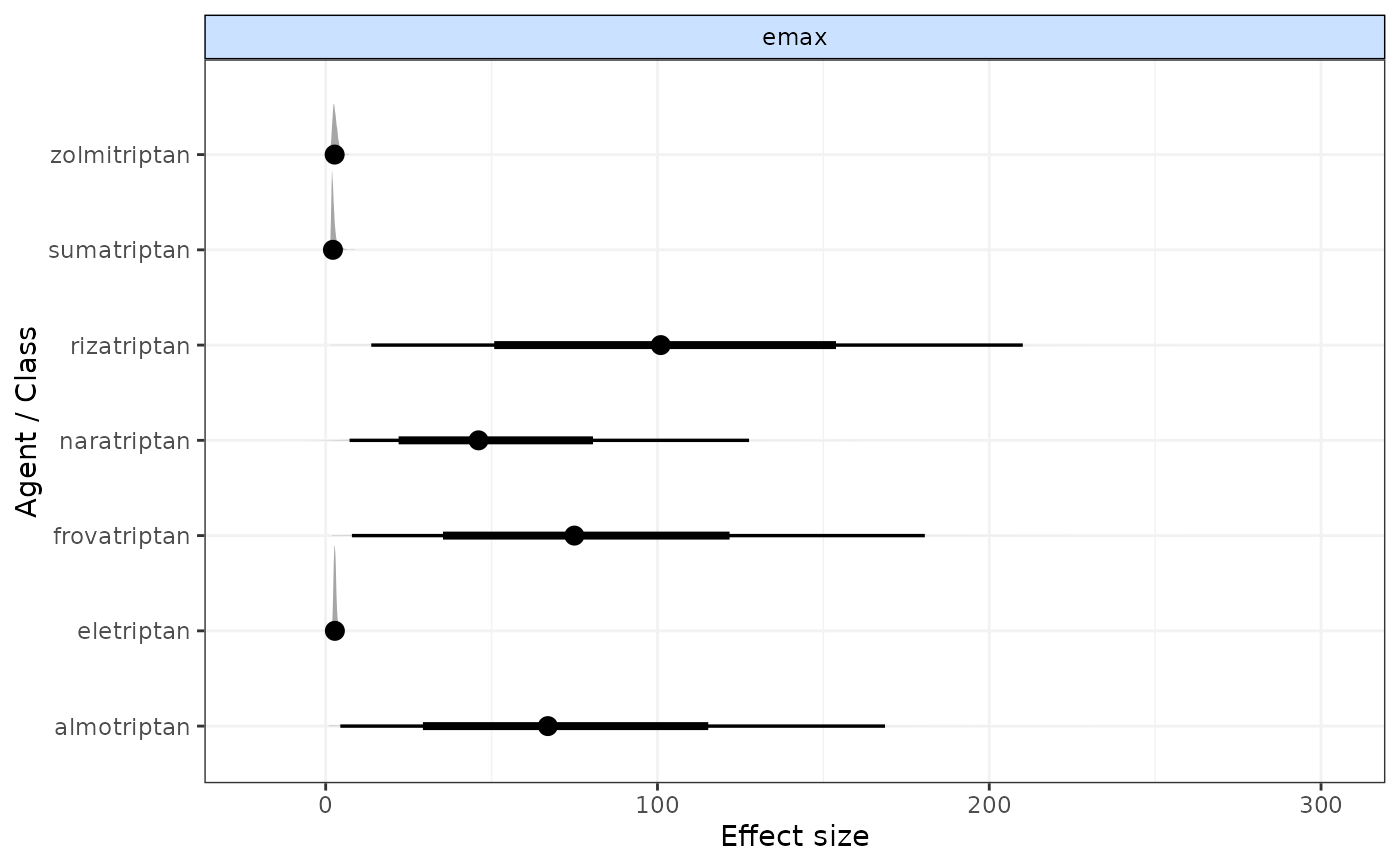 emax
zolmitriptan
sumatriptan
rizatriptan
naratriptan
frovatriptan
eletriptan
almotriptan
Agent / Class
0 100 200 300
Effect size